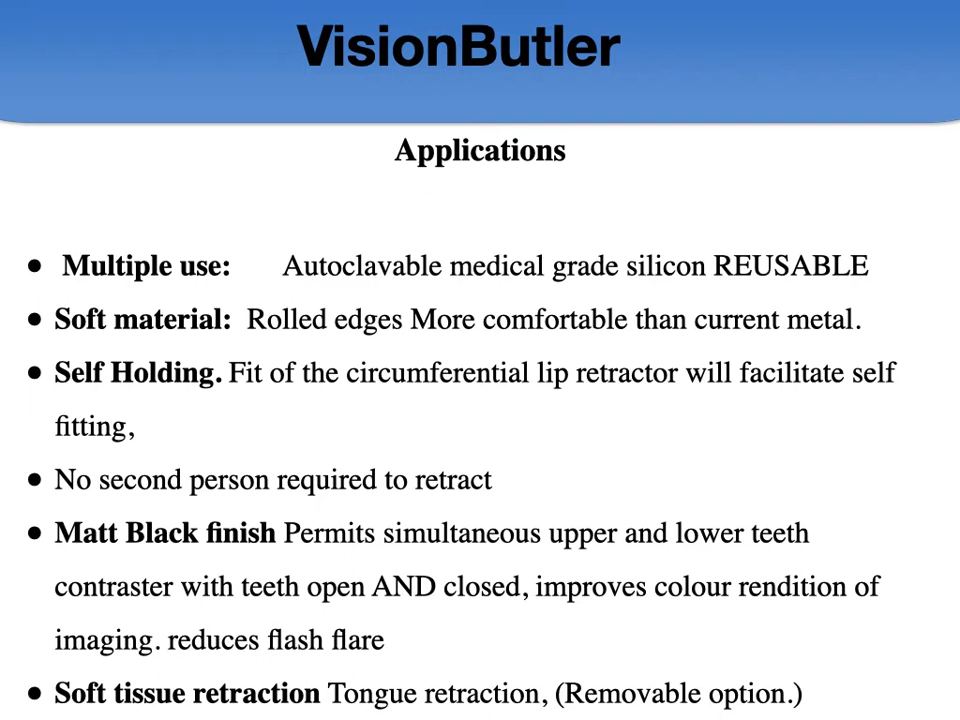 VisionButler
Applications
• Multiple use: Autoclavable medical grade silicon REUSABLE
• Soft material: Rolled edges More comfortable than current metal.
• Self Holding. Fit of the circumferential lip retractor will facilitate self
fitting,
• No second person required to retract
• Matt Black finish Permits simultaneous upper and lower teeth
contraster with teeth open AND closed, improves colour rendition of
imaging. reduces flash flare
• Soft tissue retraction Tongue retraction, (Removable option.)